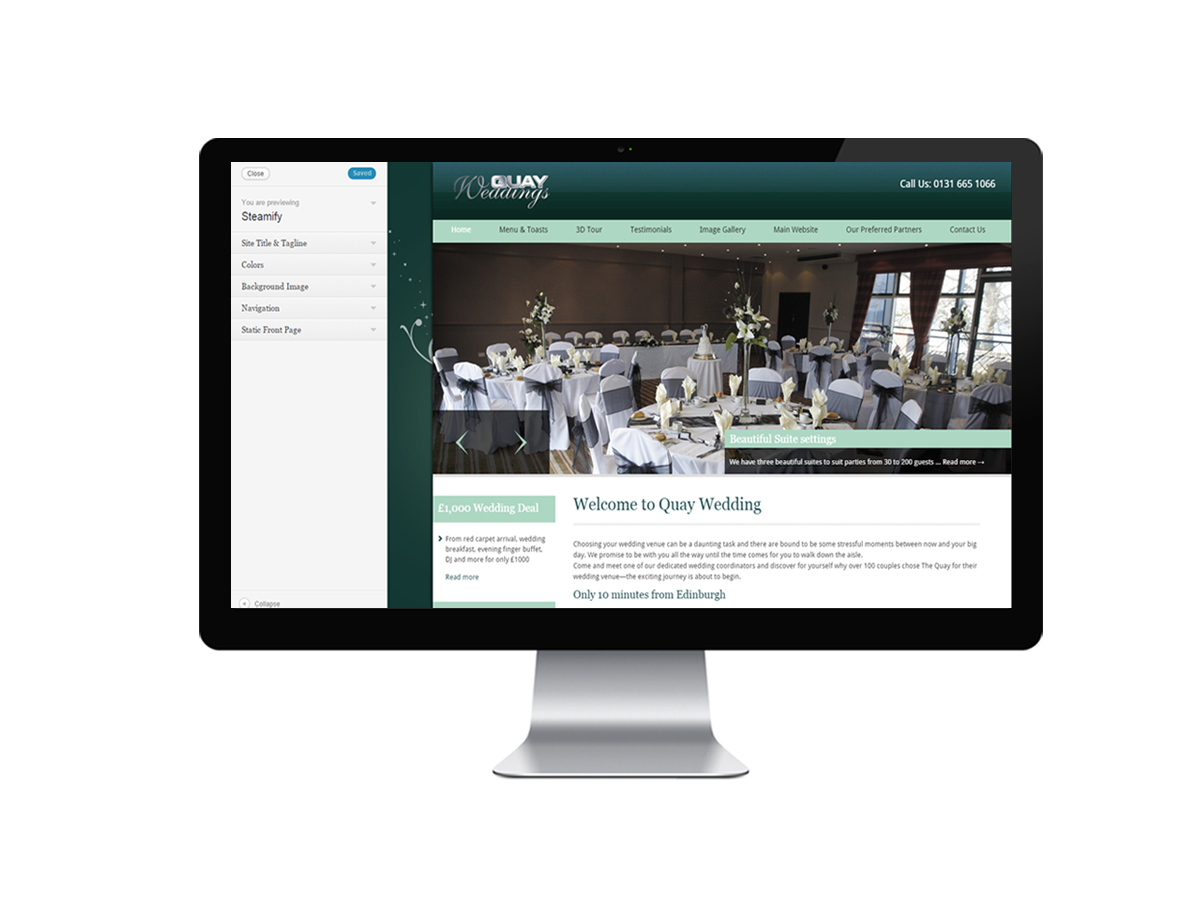 Close
Saved
You are previewing
Steamify
Site Title & Tagline
Colors
Background Image
Navigation
Static Front Page
Collapse
QUAY
Weddings
Call Us: 0131 665 1066
Home
Menu & Toasts
3D Tour
Testimonials
Image Gallery
Main Website
Our Preferred Partners
Contact Us
Beautiful Suite settings
We have three beautiful suites to suit parties from 30 to 200 guests ... Read more →
£1,000 Wedding Deal
From red carpet arrival, wedding
breakfast, evening finger buffet,
DJ and more for only £1000
Read more
Welcome to Quay Wedding
Choosing your wedding venue can be a daunting task and there are bound to be some stressful moments between now and your big
day. We promise to be with you all the way until the time comes for you to walk down the aisle.
Come and meet one of our dedicated wedding coordinators and discover for yourself why over 100 couples chose The Quay for their
wedding venue—the exciting journey is about to begin.
Only 10 minutes from Edinburgh